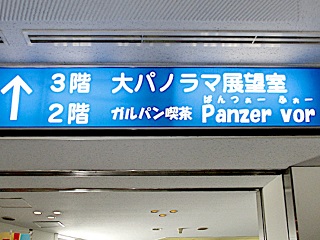 ↑ 3階 大パノラマ展望室
ぱんつぁー ふぉー
2階 ガルパン喫茶 Panzer vor